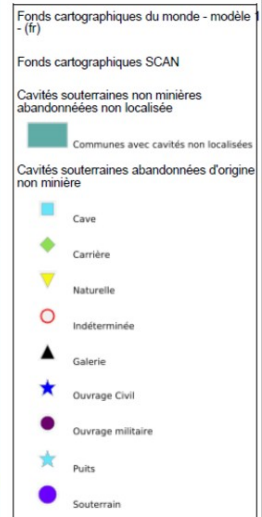 Fonds cartographiques du monde - modèle 1
- (fr)
Fonds cartographiques SCAN
Cavités souterraines non minières
abandonnéées non localisée
Communes avec cavités non localisées
Cavités souterraines abandonnées d'origine
non minière
Cave
Carrière
Naturelle
Indéterminée
Galerie
Ouvrage Civil
Ouvrage militaire
Puits
Souterrain